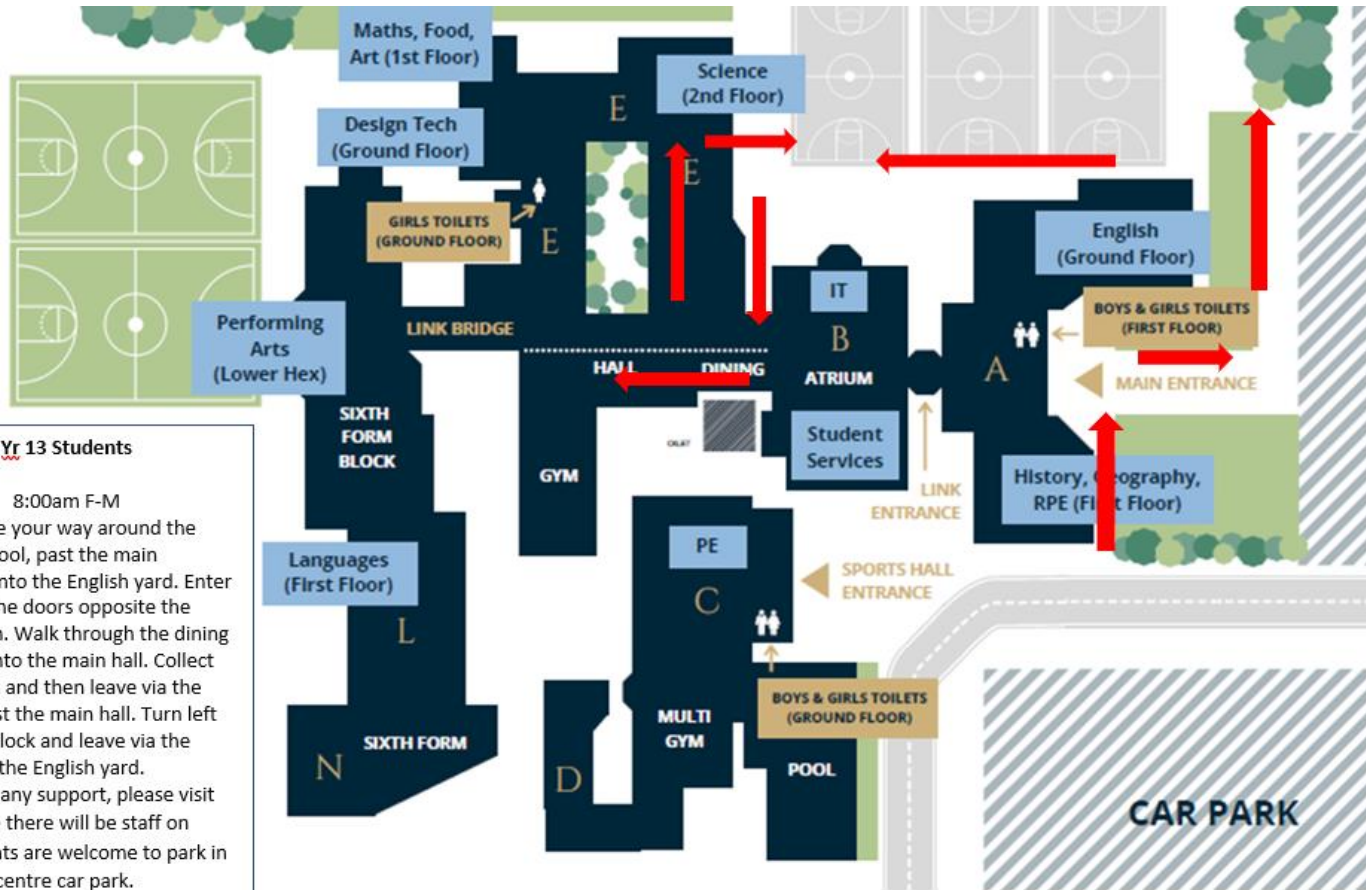 Maths, Food,
Art (1st Floor)
Science
(2nd Floor)
E
Design Tech
(Ground Floor)
E
GIRLS TOILETS
(GROUND FLOOR)
E
English
(Ground Floor)
IT
BOYS & GIRLS TOILETS
(FIRST FLOOR)
Performing
Arts
(Lower Hex)
LINK BRIDGE
B
HALL
DINING
ATRIUM
A
MAIN ENTRANCE
SIXTH
FORM
BLOCK
Student
Services
GYM
LINK
ENTRANCE
History, Geography,
RPE (First Floor)
Yr 13 Students
8:00am F-M
e your way around the
ool, past the main
nto the English yard. Enter
he doors opposite the
n. Walk through the dining
nto the main hall. Collect
and then leave via the
st the main hall. Turn left
lock and leave via the
the English yard.
any support, please visit
e there will be staff on
ts are welcome to park in
centre car park.
Languages
(First Floor)
PE
SPORTS HALL
ENTRANCE
C
L
BOYS & GIRLS TOILETS
(GROUND FLOOR)
MULTI
GYM
N
SIXTH FORM
D
POOL
CAR PARK